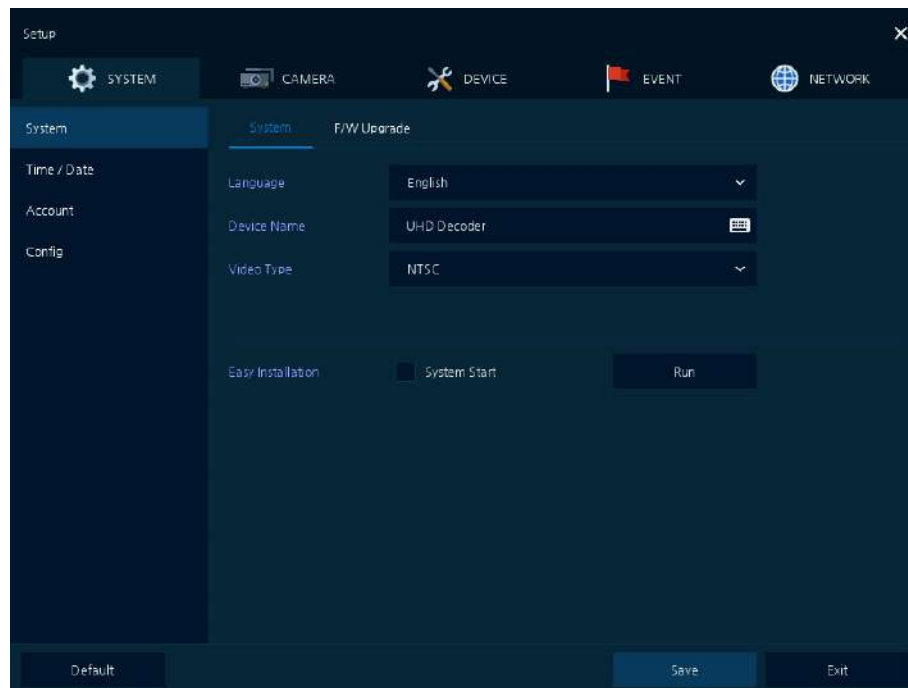 Setup
SYSTEM CAMERA DEVICE EVENT NETWORK
System
Time / Date
Account
Config
System F/W Upgrade
Language English
Device Name UHD Decoder
Video Type NTSC
Easy Installation System Start Run
Default Save Exit